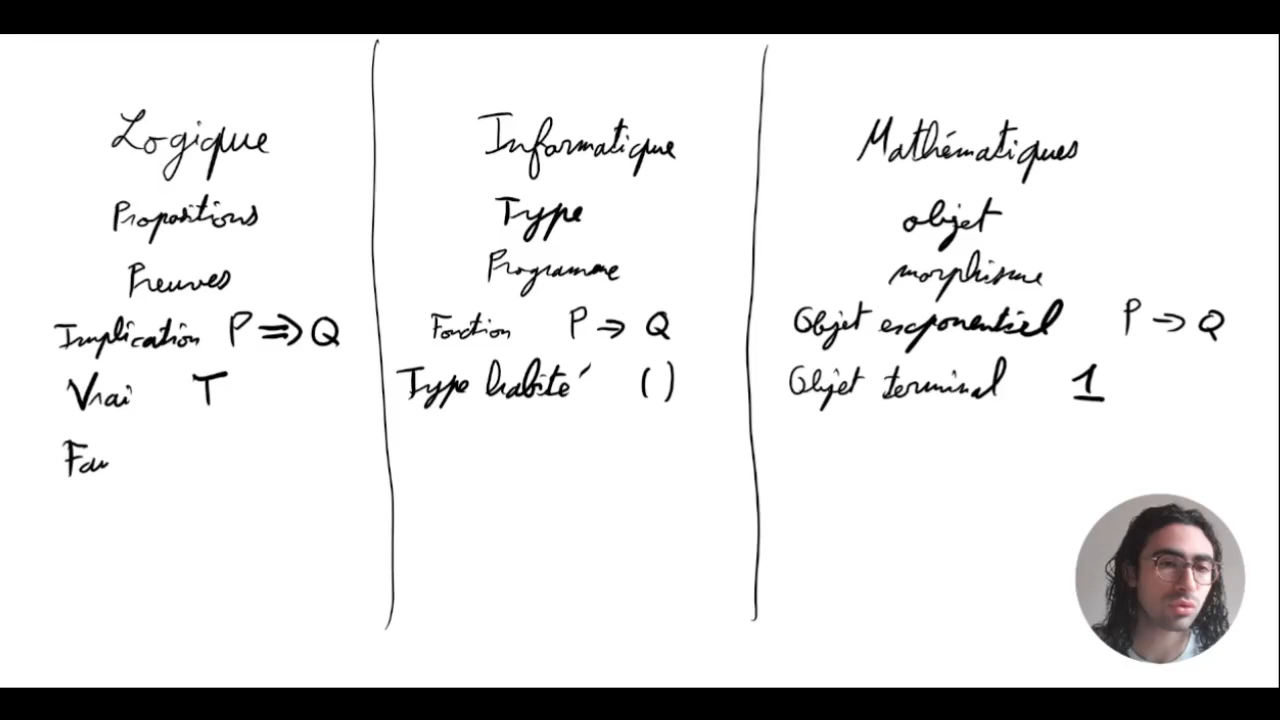 Logique
Informatique
Mathématiques
Propositions
Type
objet
Preuves
Programme
morphisme
Implication P ⇒ Q
Fonction P → Q
Objet exponentiel P → Q
Vrai T
Type habité ()
Objet terminal 1
Fau